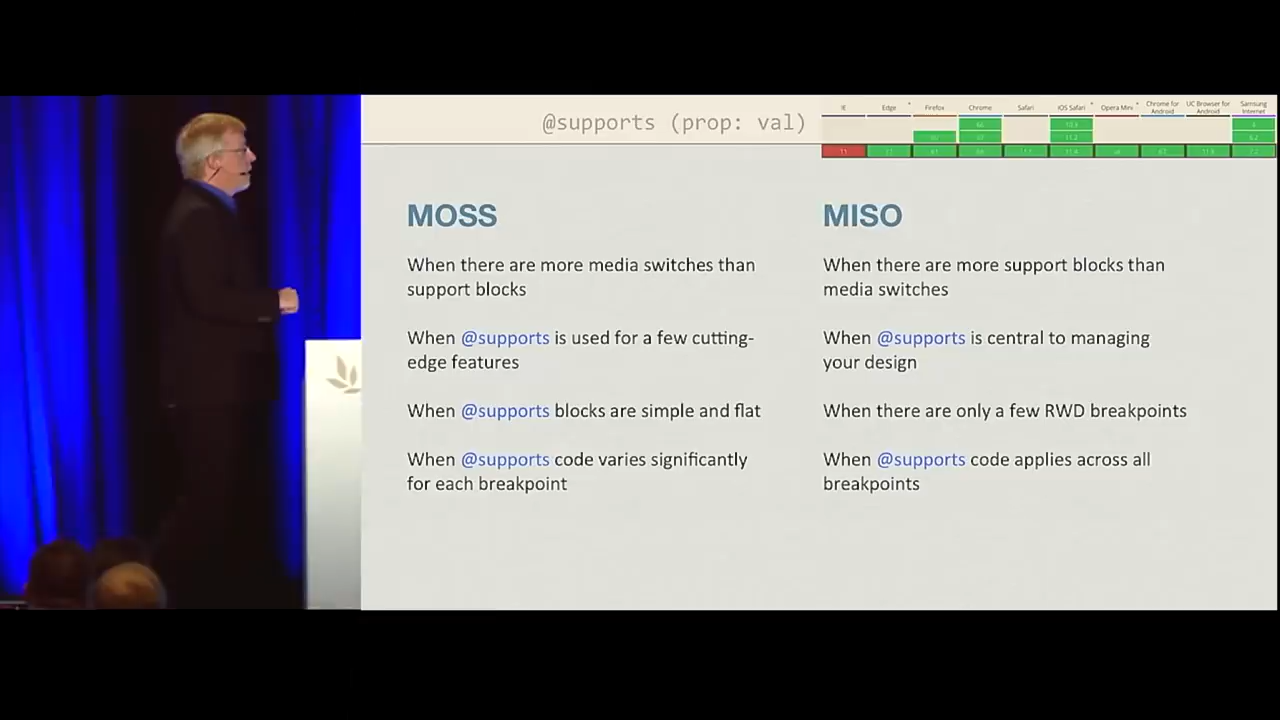 @supports (prop: val)
IE
Edge
Firefox
Chrome
Safari
iOS Safari
Opera Mini
Chrome for
Android
UC Browser for
Android
Samsung
Internet
11
MOSS
When there are more media switches than
support blocks
When @supports is used for a few cutting-
edge features
When @supports blocks are simple and flat
When @supports code varies significantly
for each breakpoint
MISO
When there are more support blocks than
media switches
When @supports is central to managing
your design
When there are only a few RWD breakpoints
When @supports code applies across all
breakpoints